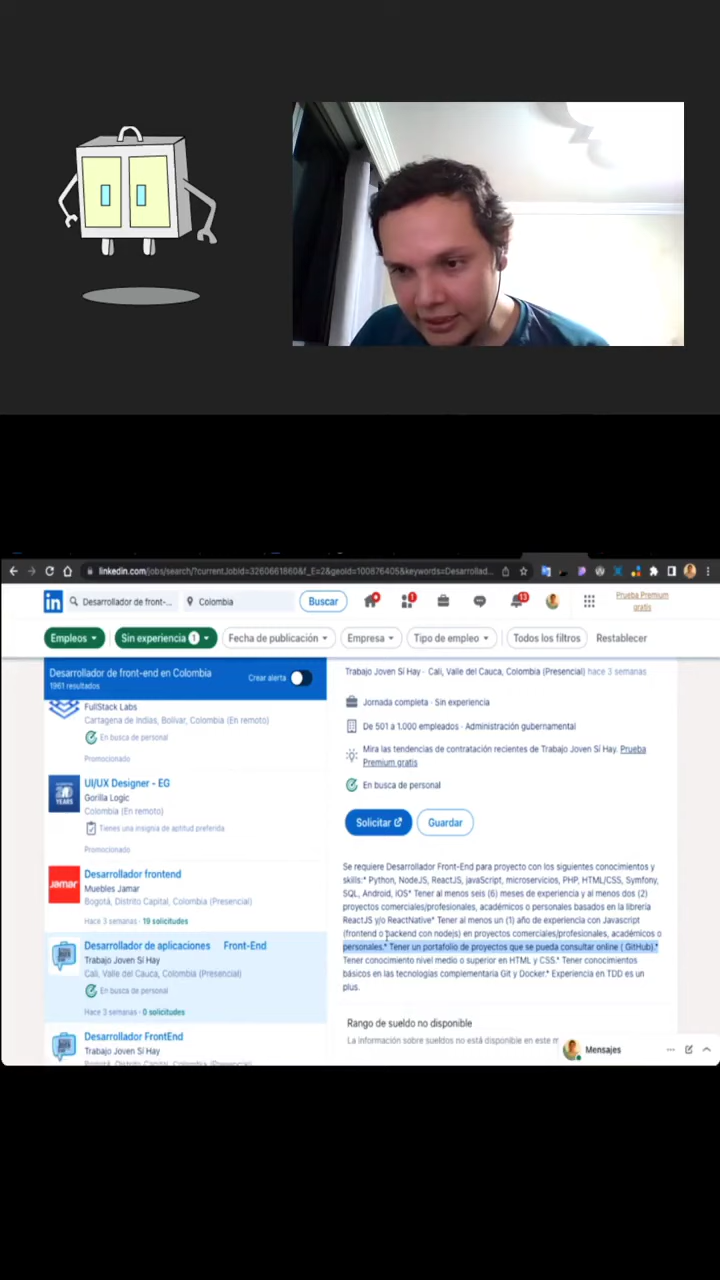 linkedin.com/jobs/search/?currentJobId=3260661860&f_E=2&geoId=100876405&keywords=Desarrollad...
in
Desarrollador de front-...
Colombia
Buscar
1
13
Prueba Premium
gratis
Empleos
Sin experiencia 1
Fecha de publicación
Empresa
Tipo de empleo
Todos los filtros
Restablecer
Desarrollador de front-end en Colombia
1961 resultados
Crear alerta
FullStack Labs
Cartagena de Indias, Bolívar, Colombia (En remoto)
En busca de personal
Promocionado
UI/UX Designer - EG
Gorilla Logic
Colombia (En remoto)
Tienes una insignia de aptitud preferida
Promocionado
YEARS
Desarrollador frontend
Muebles Jamar
Bogotá, Distrito Capital, Colombia (Presencial)
Hace 3 semanas · 19 solicitudes
Jamar
Desarrollador de aplicaciones Front-End
Trabajo Joven Sí Hay
Cali, Valle del Cauca, Colombia (Presencial)
En busca de personal
Hace 3 semanas · 0 solicitudes
Desarrollador FrontEnd
Trabajo Joven Sí Hay
Bogotá, Distrito Capital, Colombia (Presencial)
Trabajo Joven Sí Hay · Cali, Valle del Cauca, Colombia (Presencial) hace 3 semanas
Jornada completa · Sin experiencia
De 501 a 1.000 empleados · Administración gubernamental
Mira las tendencias de contratación recientes de Trabajo Joven Sí Hay. Prueba
Premium gratis
En busca de personal
Solicitar
Guardar
Se requiere Desarrollador Front-End para proyecto con los siguientes conocimientos y
skills:* Python, NodeJS, ReactJS, javaScript, microservicios, PHP, HTML/CSS, Symfony,
SQL, Android, iOS* Tener al menos seis (6) meses de experiencia y al menos dos (2)
proyectos comerciales/profesionales, académicos o personales basados en la librería
ReactJS y/o ReactNative* Tener al menos un (1) año de experiencia con Javascript
(frontend o backend con nodejs) en proyectos comerciales/profesionales, académicos o
personales.* Tener un portafolio de proyectos que se pueda consultar online ( GitHub).*
Tener conocimiento nivel medio o superior en HTML y CSS.* Tener conocimientos
básicos en las tecnologías complementaria Git y Docker.* Experiencia en TDD es un
plus.
Rango de sueldo no disponible
La información sobre sueldos no está disponible en este m
Mensajes